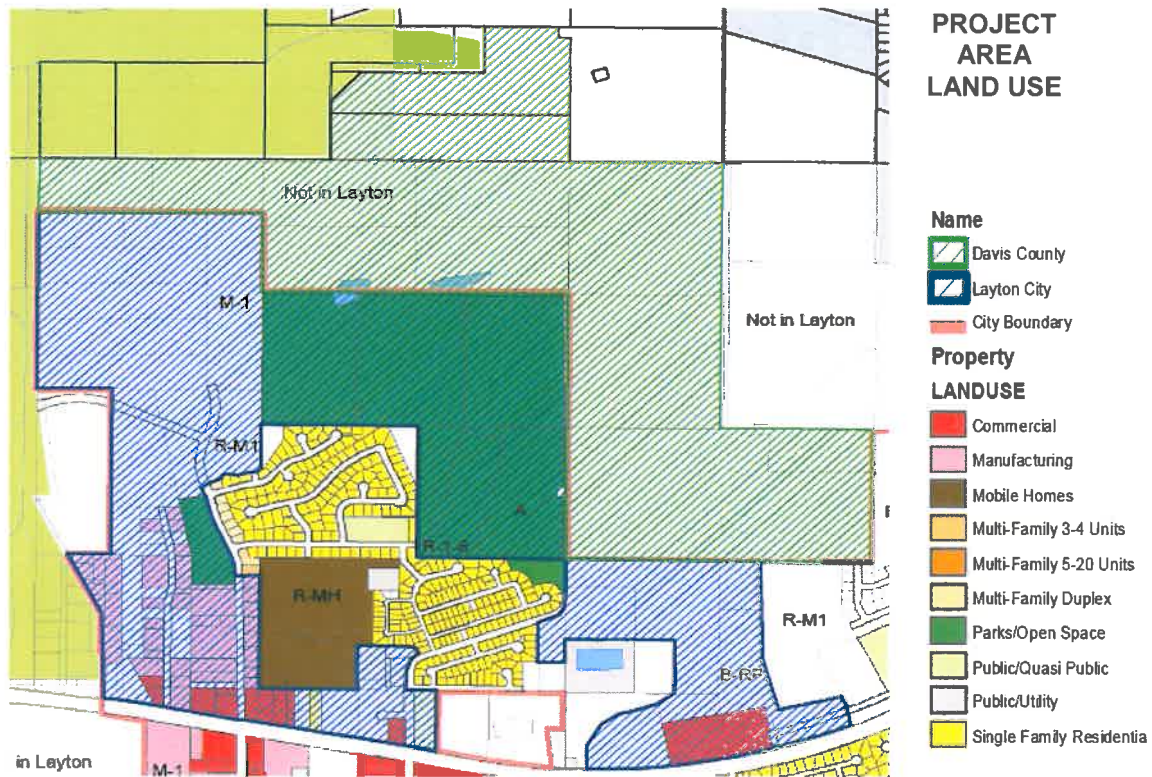 PROJECT
AREA
LAND USE
Not in Layton
Name
Davis County
Layton City
City Boundary
M-1
Not in Layton
Property
LANDUSE
Commercial
Manufacturing
Mobile Homes
Multi-Family 3-4 Units
Multi-Family 5-20 Units
Multi-Family Duplex
Parks/Open Space
Public/Quasi Public
Public/Utility
Single Family Residentia
R-M1
A
R-MH
R-M1
B-RP
in Layton
M-1